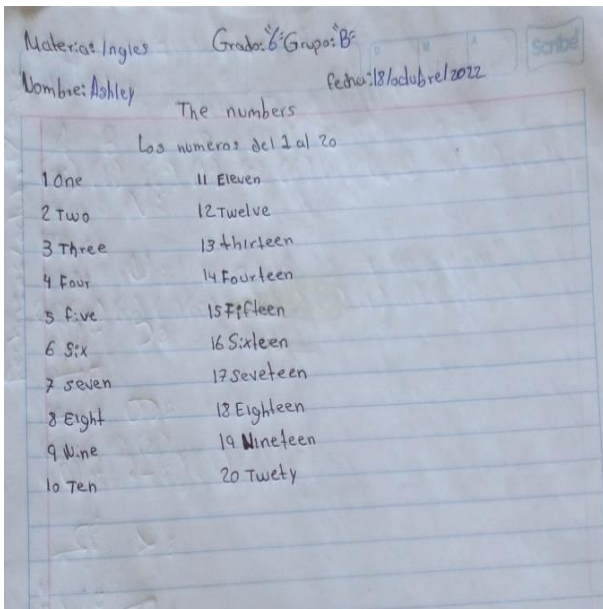 Materia: Ingles Grado: "6" Grupo: "B"
D M A Scribe
Nombre: Ashley fecha: 18/octubre/2022
The numbers
Los numeros del 1 al 20
1 One 11 Eleven
2 Two 12 Twelve
3 Three 13 thirteen
4 Four 14 Fourteen
5 five 15 Fifteen
6 Six 16 Sixteen
7 seven 17 seveteen
8 Eight 18 Eighteen
9 Nine 19 Nineteen
10 Ten 20 Twety